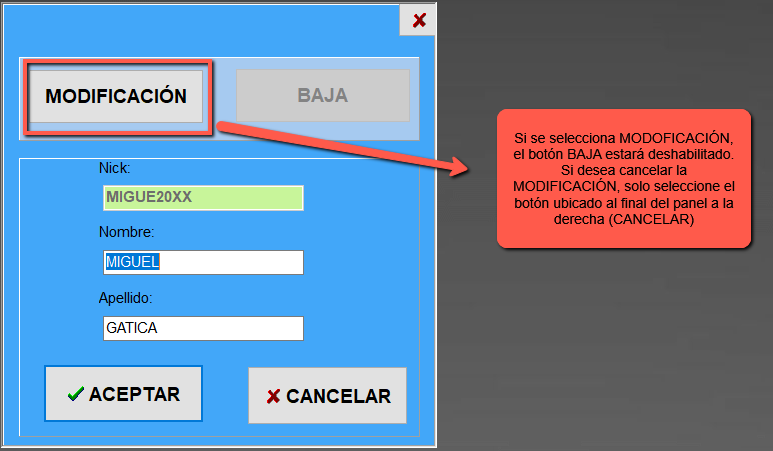 MODIFICACIÓN
BAJA
Nick:
MIGUE20XX
Nombre:
MIGUEL
Apellido:
GATICA
ACEPTAR
CANCELAR
Si se selecciona MODOFICACIÓN,
el botón BAJA estará deshabilitado.
Si desea cancelar la
MODIFICACIÓN, solo seleccione el
botón ubicado al final del panel a la
derecha (CANCELAR)